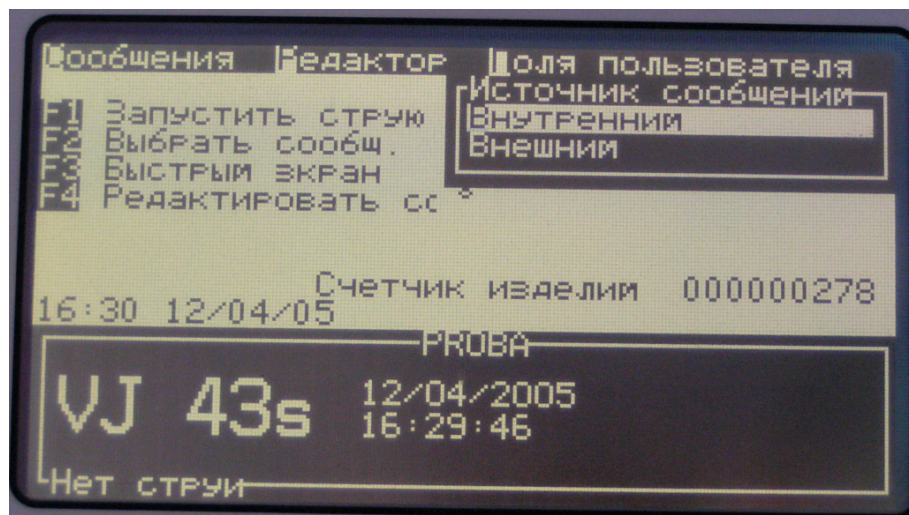 Сообщения Редактор Поля пользователя
Источник сообщений
Внутренний
Внешний
F1 Запустить струю
F2 Выбрать сообщ.
F3 Быстрый экран
F4 Редактировать сс
Счетчик изделий 000000278
16:30 12/04/05
PROBA
VJ 43s
12/04/2005
16:29:46
Нет струи